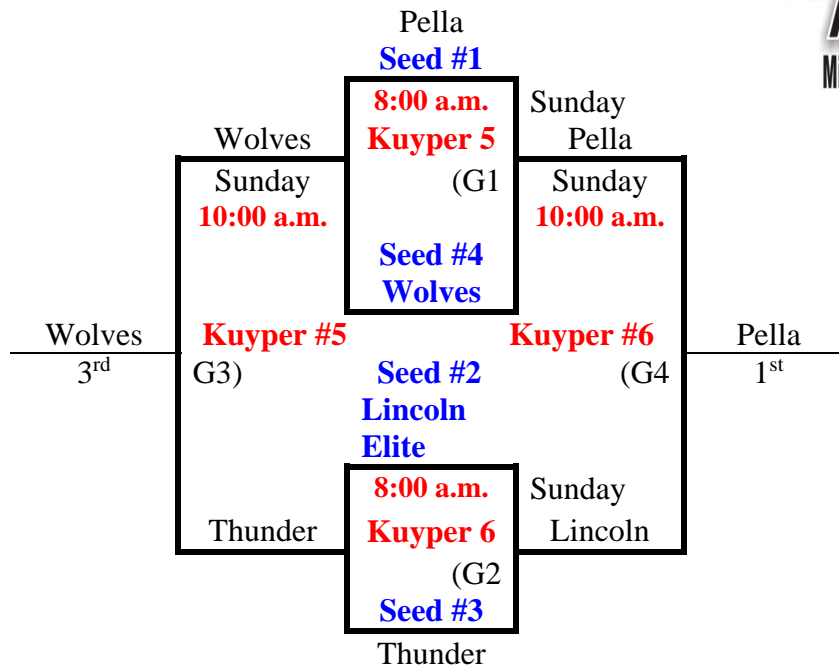 Pella
Seed #1
8:00 a.m. Sunday
Wolves Kuyper 5 Pella
Sunday (G1 Sunday
10:00 a.m. 10:00 a.m.
Seed #4
Wolves
Wolves Kuyper #5 Kuyper #6 Pella
3rd G3) Seed #2 (G4 1st
Lincoln
Elite
8:00 a.m. Sunday
Thunder Kuyper 6 Lincoln
(G2
Seed #3
Thunder